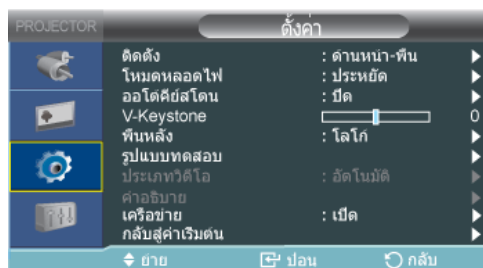 PROJECTOR ตั้งค่า
ติดตั้ง : ด้านหน้า-พื้น
โหมดหลอดไฟ : ประหยัด
ออโต้คีย์สโตน : ปิด
V-Keystone 0
พื้นหลัง : โลโก้
รูปแบบทดสอบ
ประเภทวิดีโอ : อัตโนมัติ
คำอธิบาย
เครือข่าย : เปิด
กลับสู่ค่าเริ่มต้น
ย้าย ป้อน กลับ